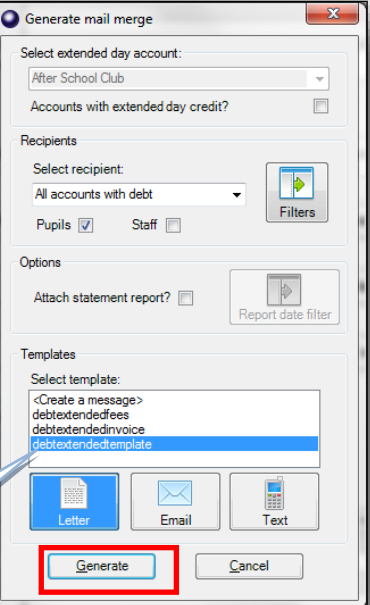 Generate mail merge
x
Select extended day account:
After School Club
Accounts with extended day credit?
Recipients
Select recipient:
All accounts with debt
Filters
Pupils
Staff
Options
Attach statement report?
Report date filter
Templates
Select template:
<Create a message>
debtextendedfees
debtextendedinvoice
debtextendedtemplate
Letter
Email
Text
Generate
Cancel